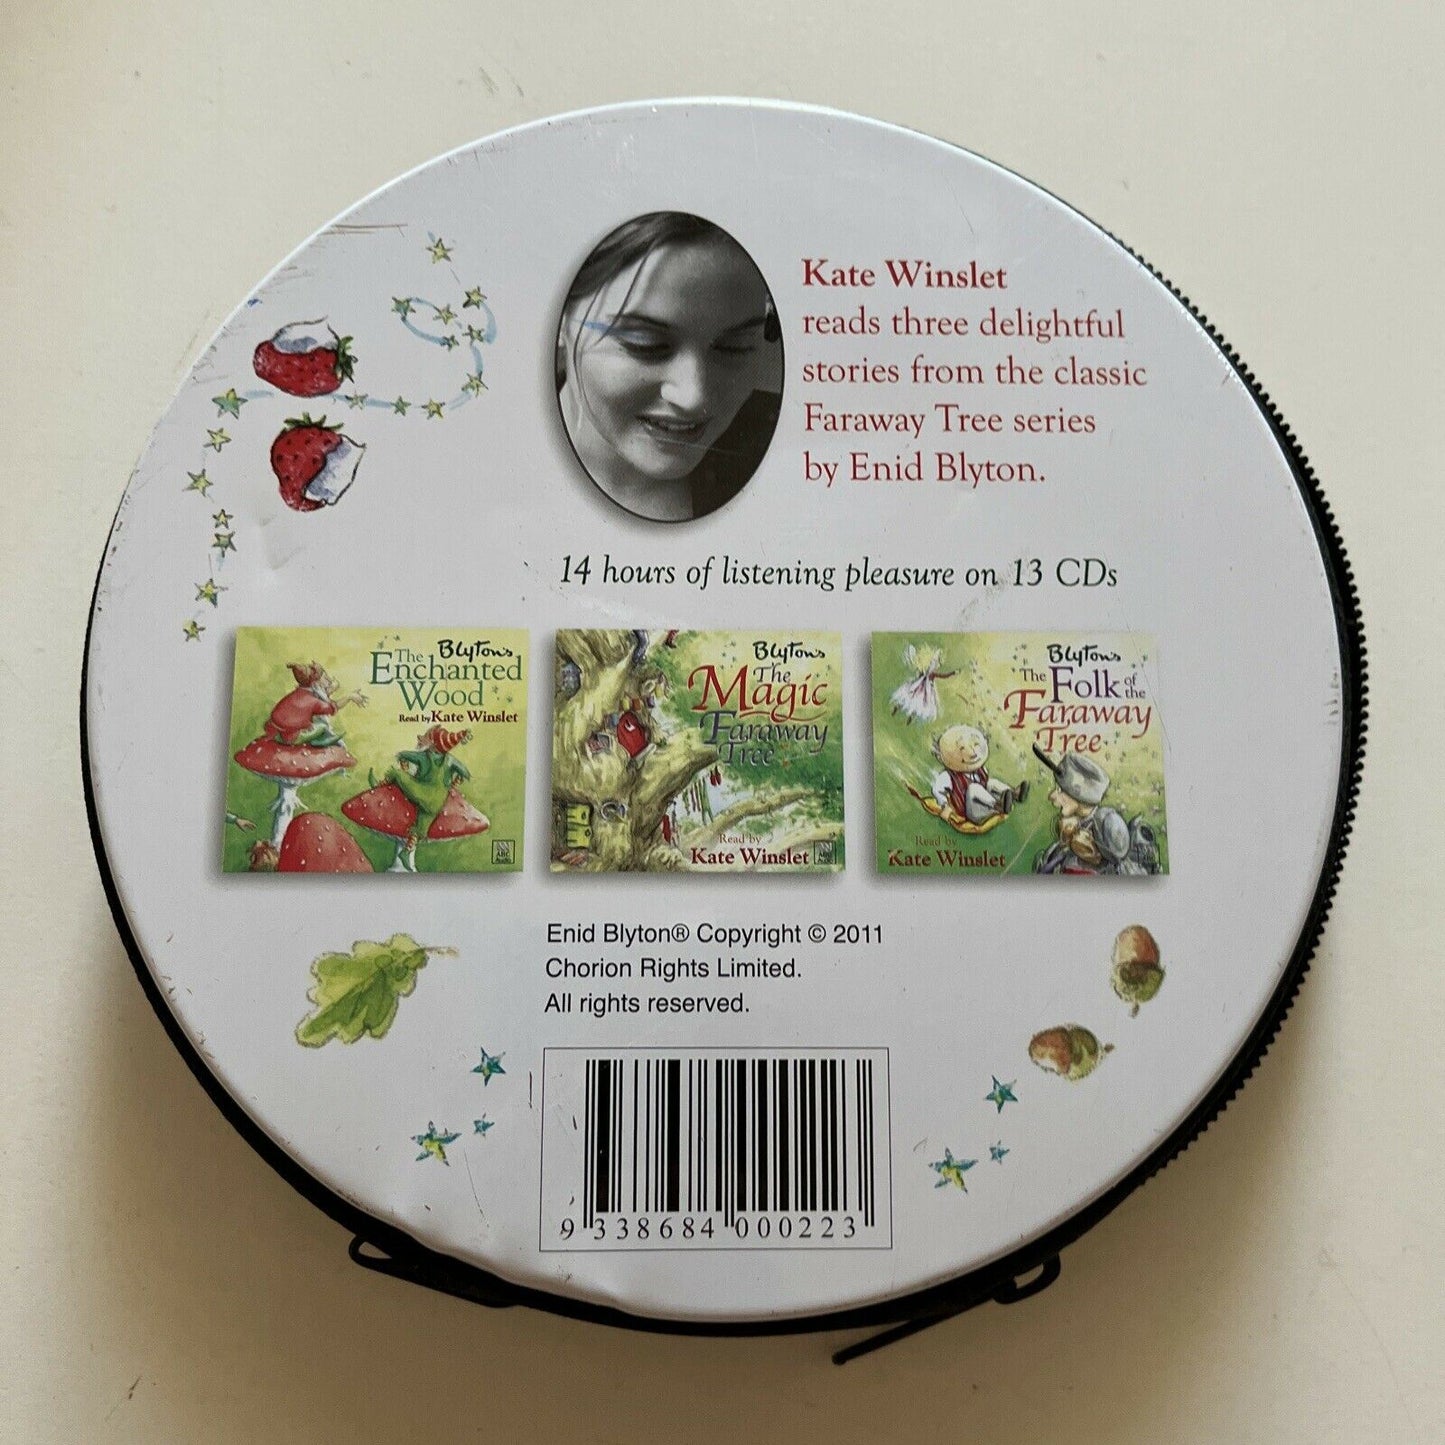 Kate Winslet
reads three delightful
stories from the classic
Faraway Tree series
by Enid Blyton.
14 hours of listening pleasure on 13 CDs
Blyton's
The Enchanted
Wood
Read by Kate Winslet
ABC
Audio
Blyton's
The
Magic
Faraway
Tree
Read by
Kate Winslet
Blyton's
The Folk of the
Faraway
Tree
Read by
Kate Winslet
Enid Blyton® Copyright © 2011
Chorion Rights Limited.
All rights reserved.
9 338684 000223